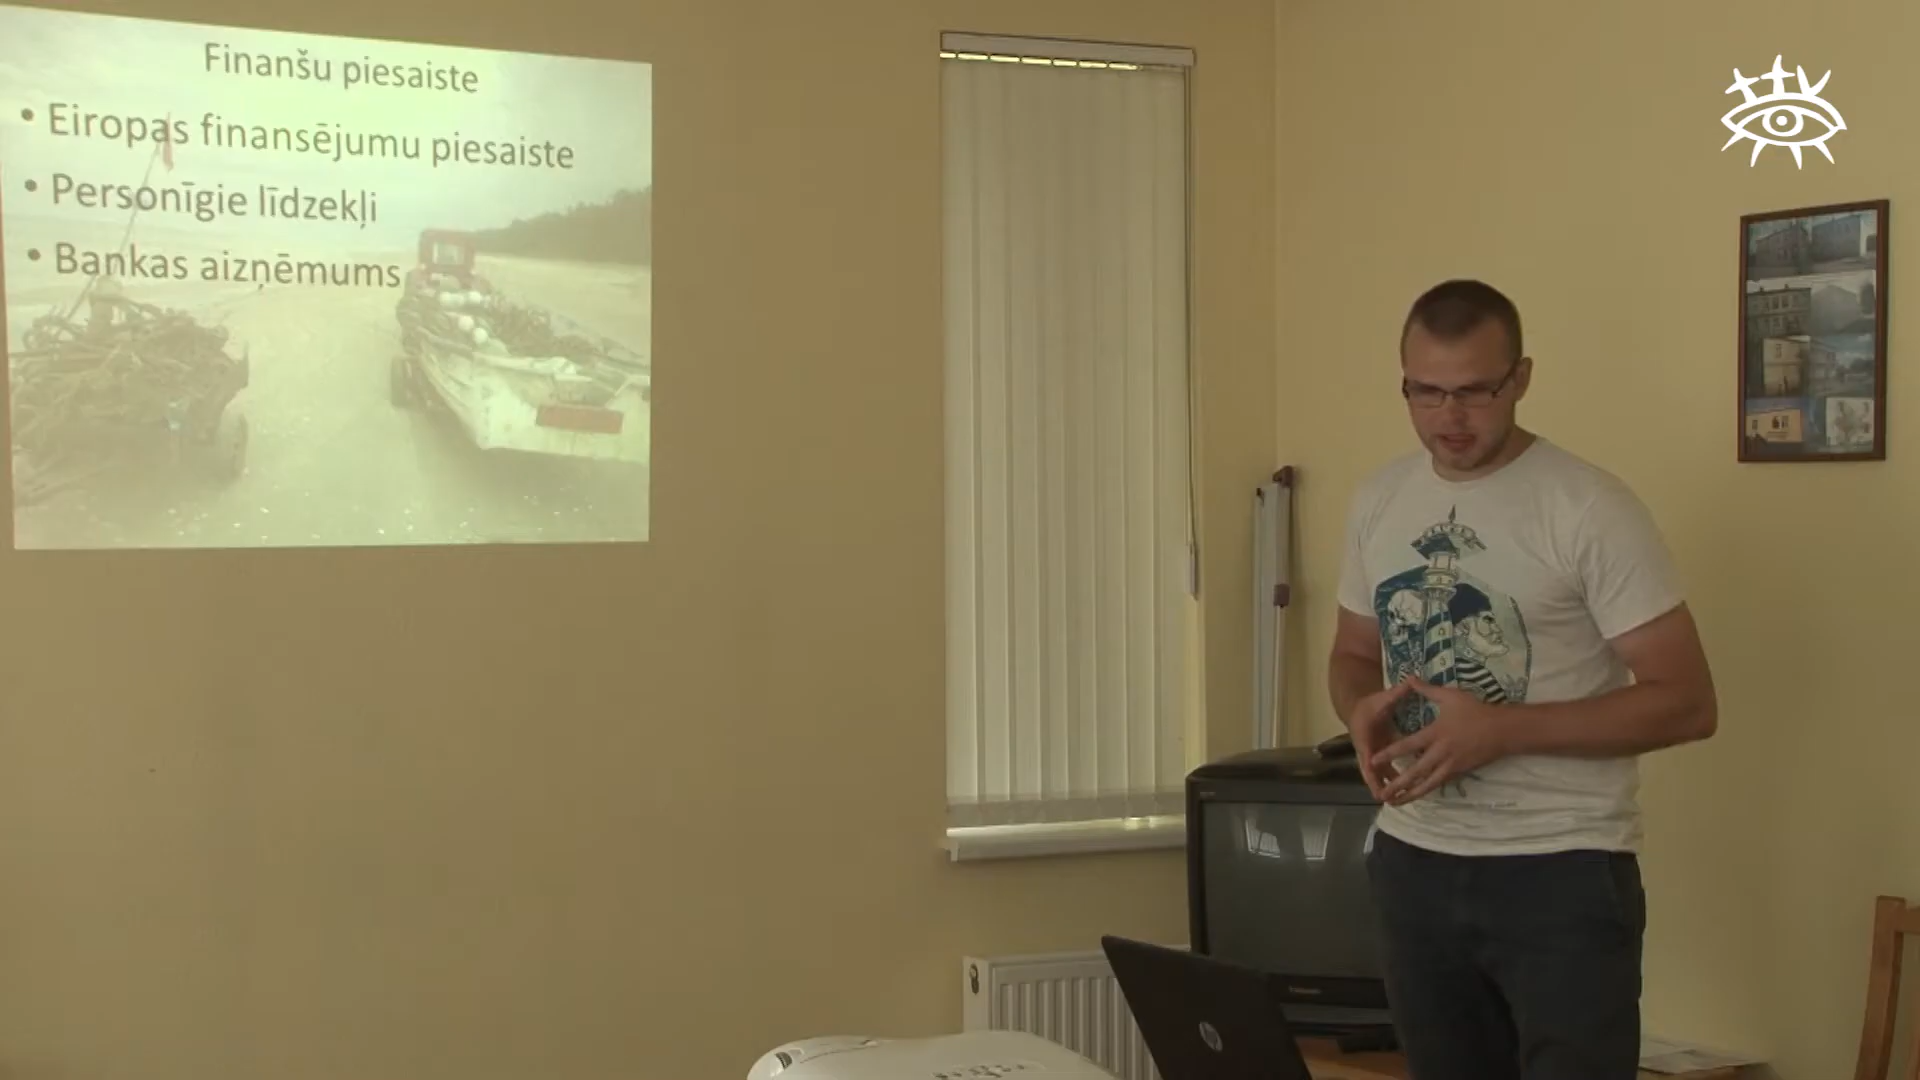 Finanšu piesaiste
• Eiropas finansējumu piesaiste
• Personīgie līdzekļi
• Bankas aizņēmums